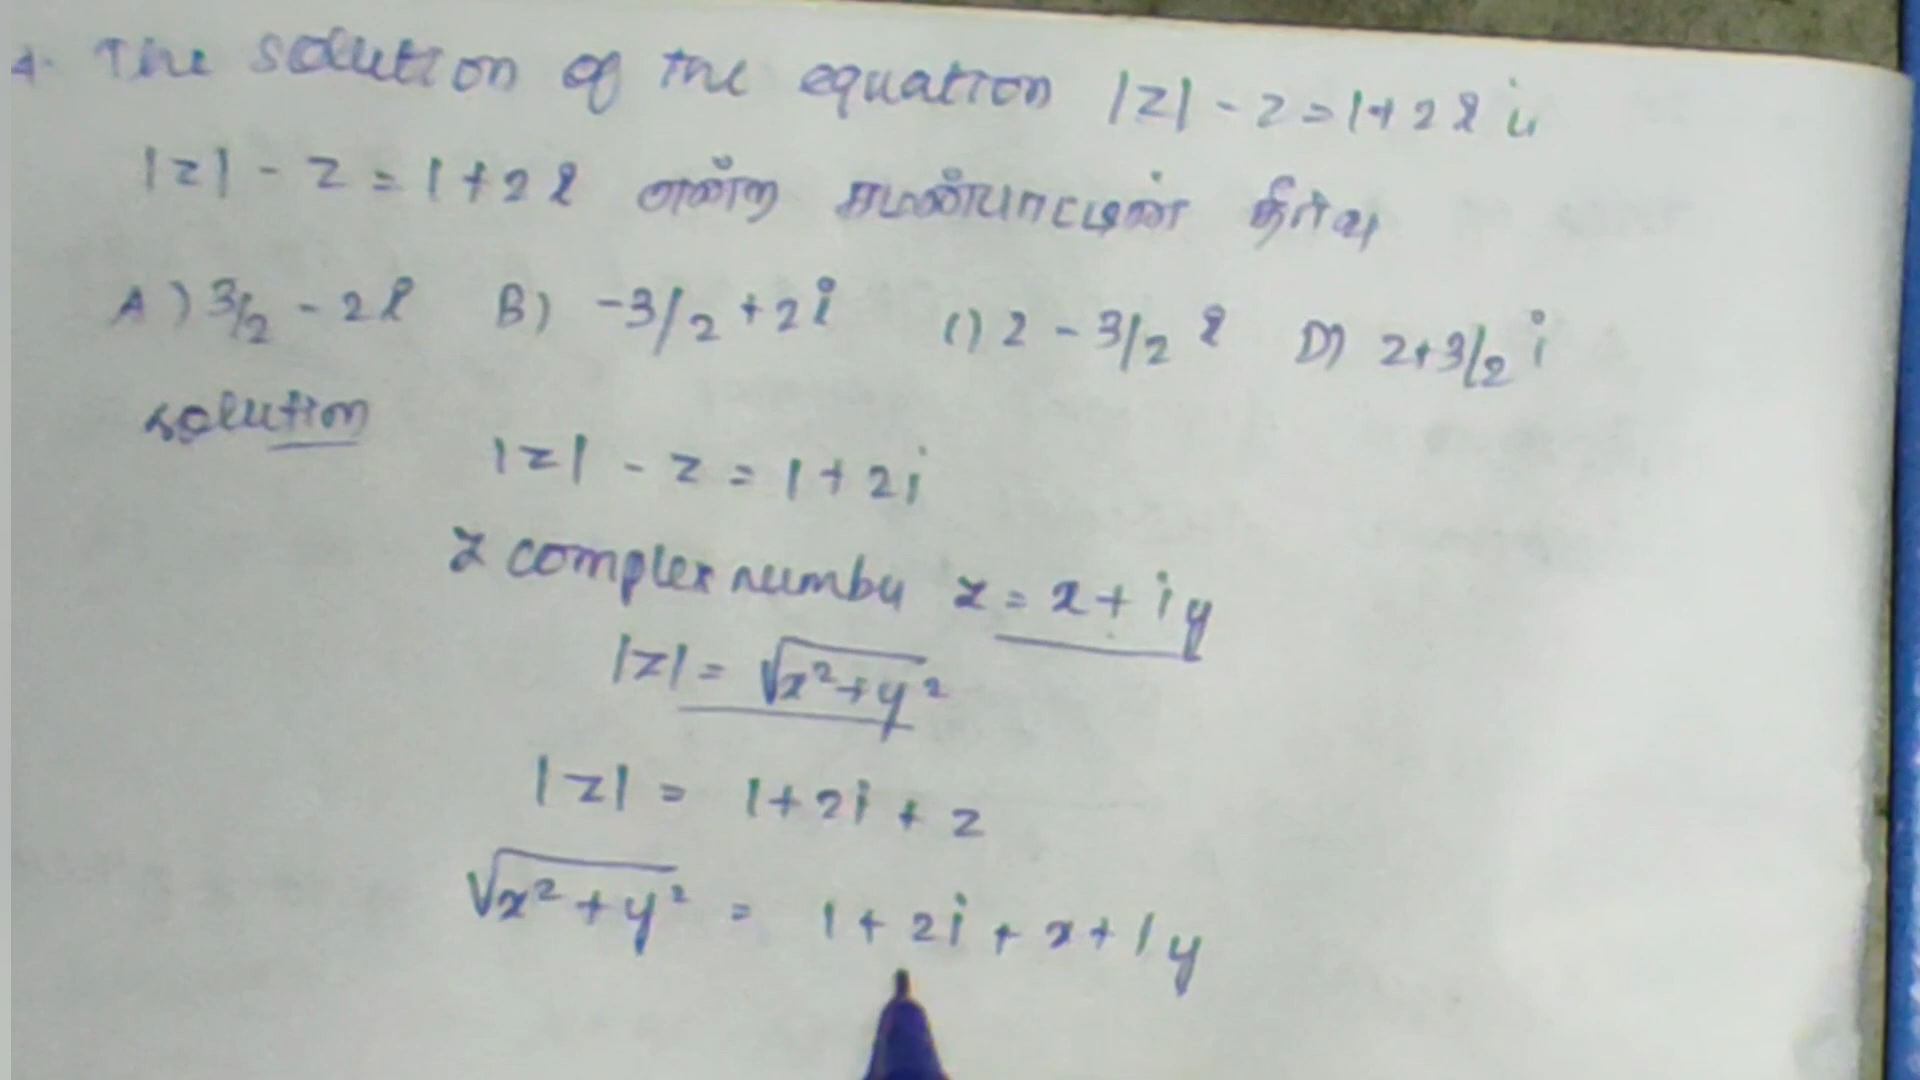 4. The solution of the equation |z| - z = 1 + 2i is
|z| - z = 1 + 2i என்ற சமன்பாட்டின் தீர்வு
A) 3/2 - 2i B) -3/2 + 2i C) 2 - 3/2 i D) 2 + 3/2 i
solution
|z| - z = 1 + 2i
z complex number z = x + iy
|z| = √x² + y²
|z| = 1 + 2i + z
√x² + y² = 1 + 2i + x + iy